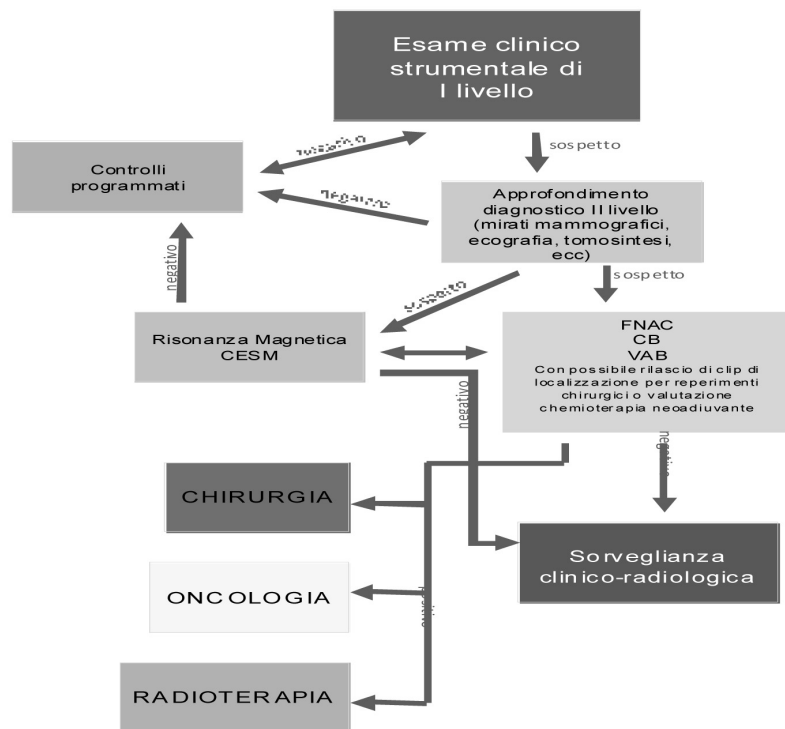 Esame clinico
strumentale di
I livello
sospetto
Controlli
programmati
Approfondimento
diagnostico II livello
(mirati mammografici,
ecografia, tomosintesi,
ecc)
sospetto
negativo
Risonanza Magnetica
CESM
FNAC
CB
VAB
Con possibile rilascio di clip di
localizzazione per reperimenti
chirurgici o valutazione
chemioterapia neoadiuvante
negativo
negativo
CHIRURGIA
Sorveglianza
clinico-radiologica
ONCOLOGIA
RADIOTERAPIA